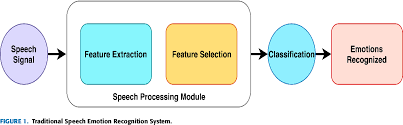 Speech
Signal
Feature Extraction
Feature Selection
Classification
Emotions
Recognized
Speech Processing Module
FIGURE 1. Traditional Speech Emotion Recognition System.